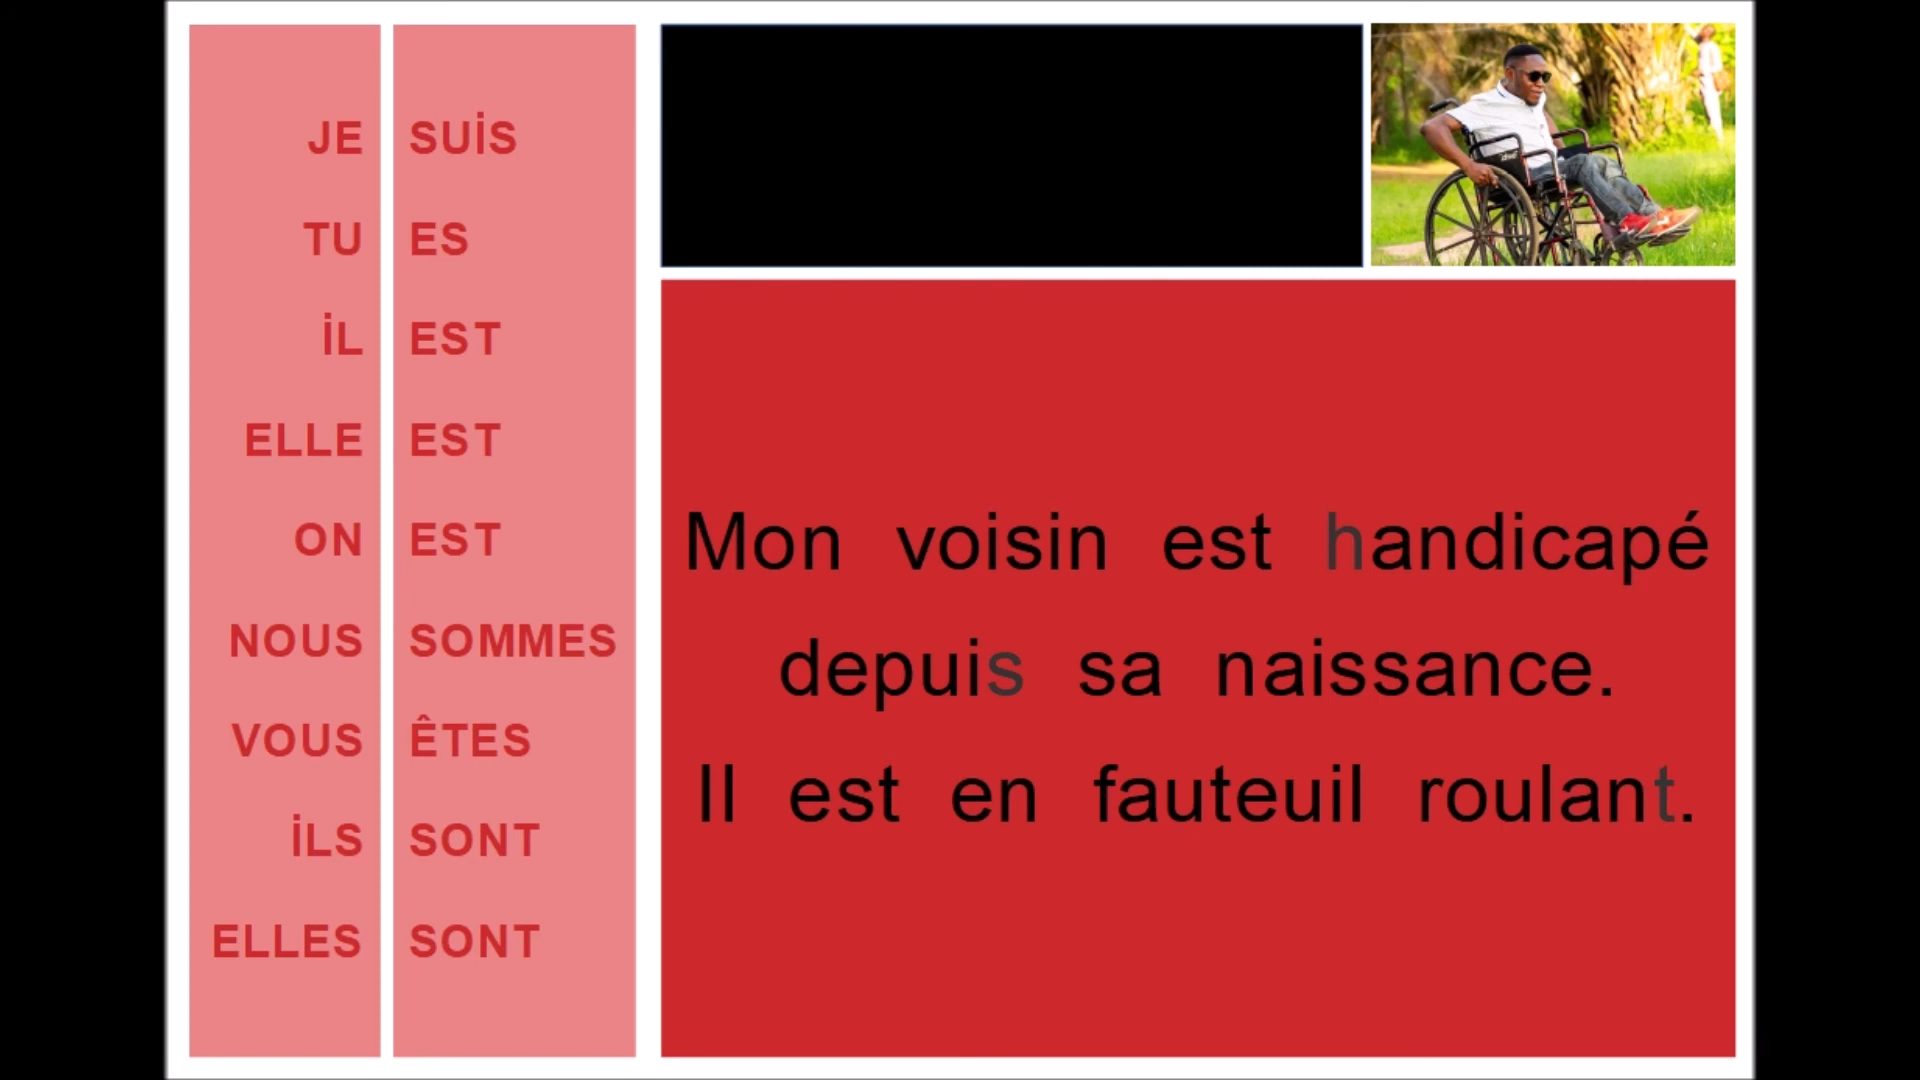 JE SUİS
TU ES
İL EST
ELLE EST
ON EST
NOUS SOMMES
VOUS ÊTES
İLS SONT
ELLES SONT
Mon voisin est handicapé
depuis sa naissance.
Il est en fauteuil roulant.